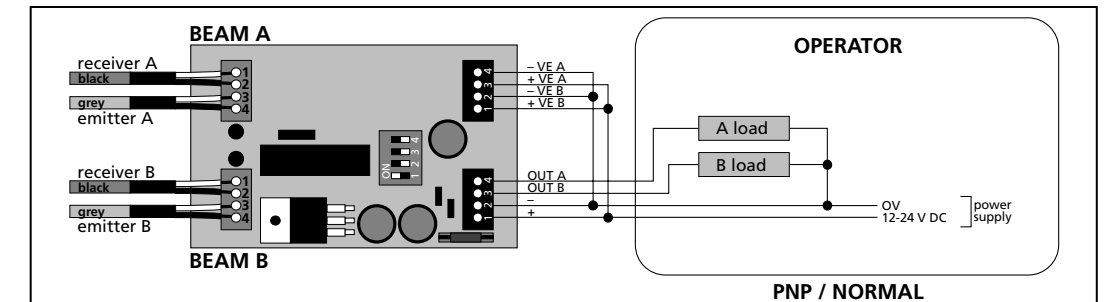 BEAM A
OPERATOR
receiver A
black
grey
emitter A
1
2
3
4
4
3
2
1
– VE A
+ VE A
– VE B
+ VE B
ON
1 2 3 4
A load
B load
receiver B
black
grey
emitter B
1
2
3
4
4
3
2
1
OUT A
OUT B
–
+
OV
12-24 V DC
power
supply
BEAM B
PNP / NORMAL